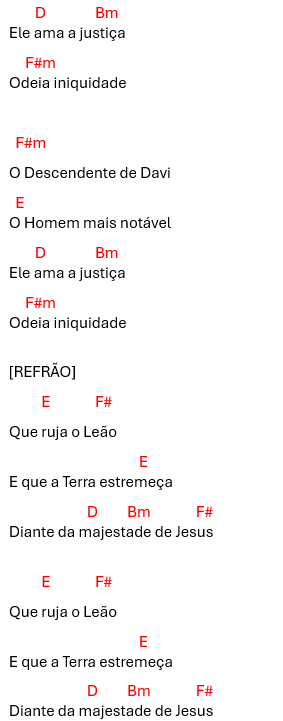 D Bm
Ele ama a justiça
F#m
Odeia iniquidade
F#m
O Descendente de Davi
E
O Homem mais notável
D Bm
Ele ama a justiça
F#m
Odeia iniquidade
[REFRÃO]
E F#
Que ruja o Leão
E
E que a Terra estremeça
D Bm F#
Diante da majestade de Jesus
E F#
Que ruja o Leão
E
E que a Terra estremeça
D Bm F#
Diante da majestade de Jesus